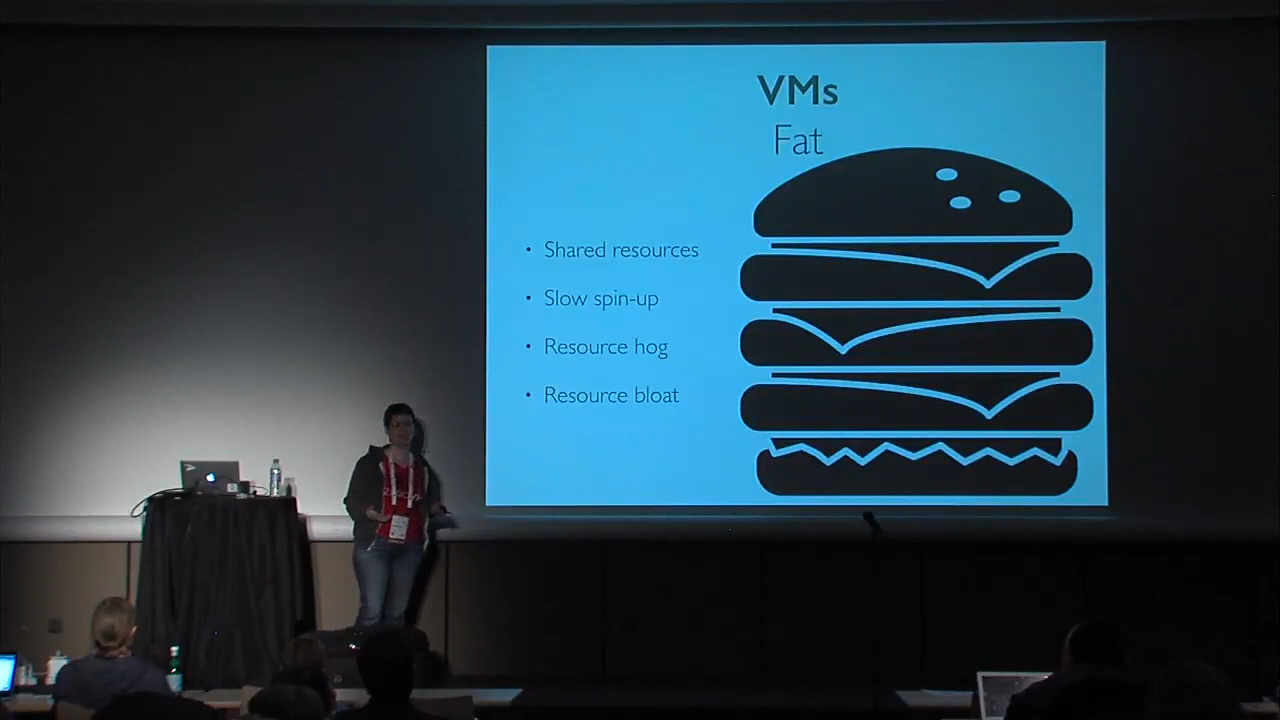 VMs
Fat
• Shared resources
• Slow spin-up
• Resource hog
• Resource bloat